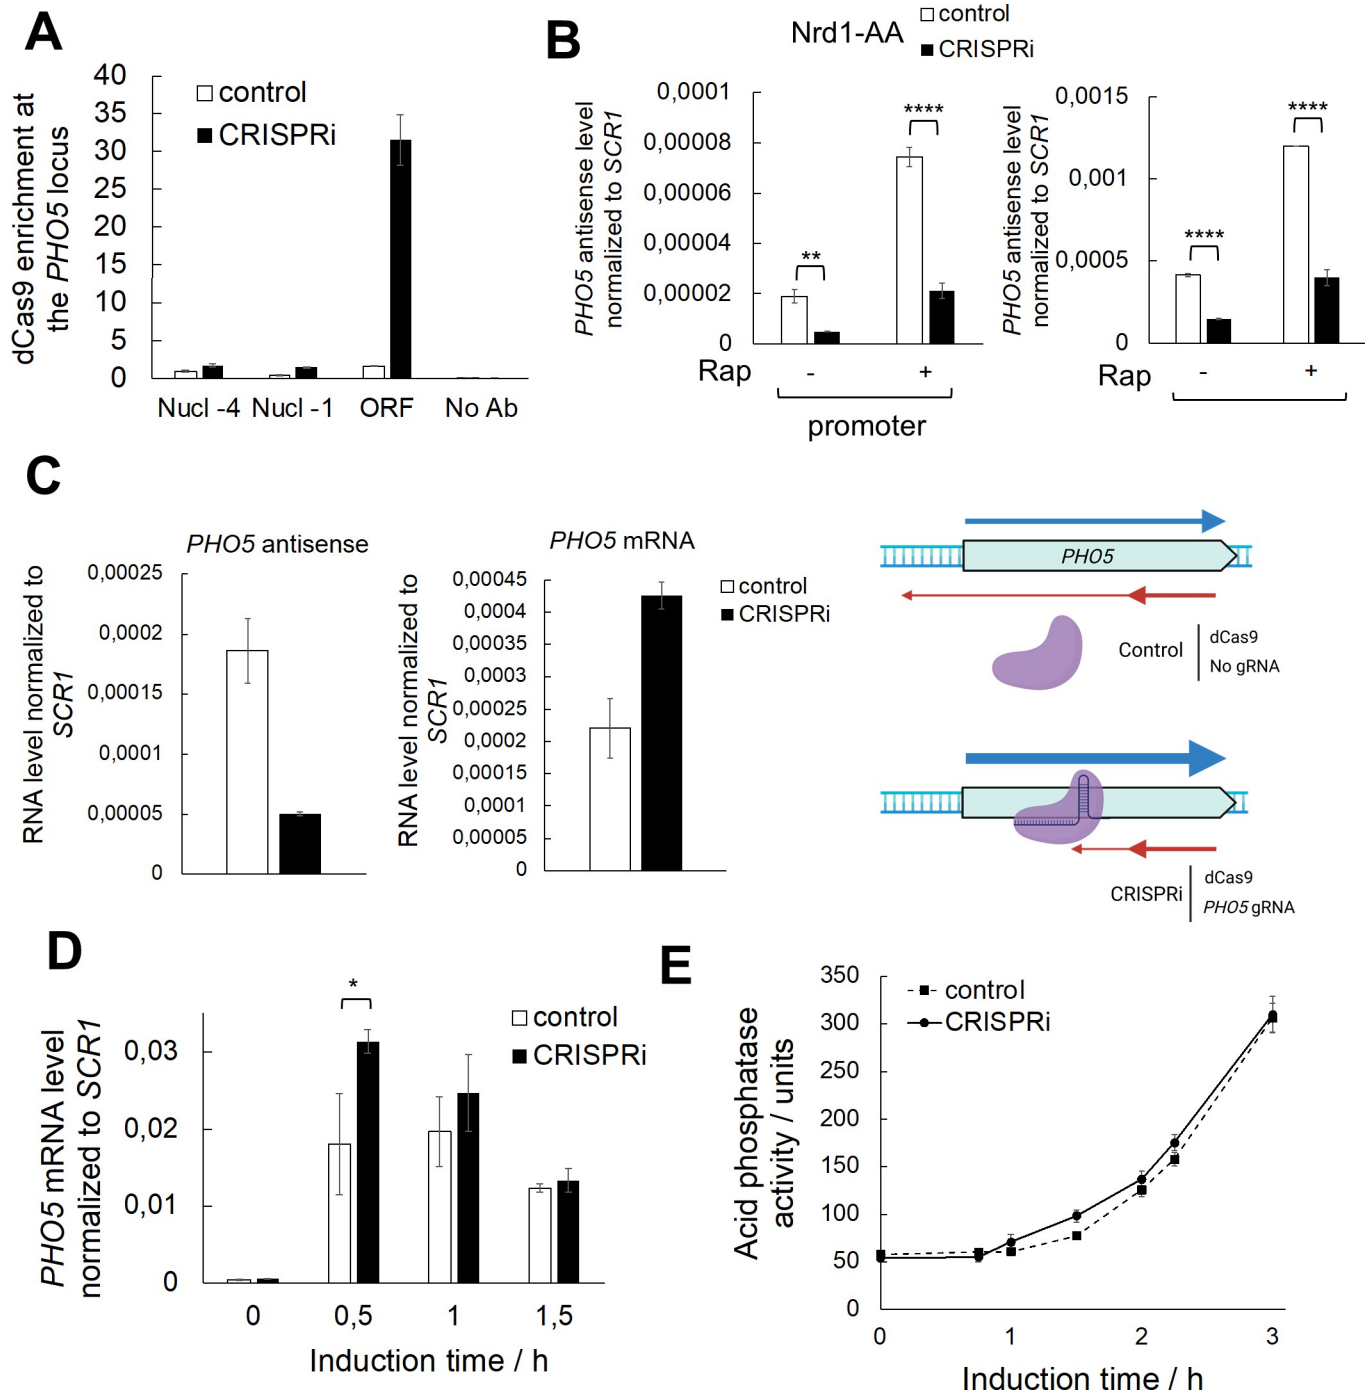 A
dCas9 enrichment at
the PHO5 locus
40
35
30
25
20
15
10
5
0
control
CRISPRi
Nucl -4
Nucl -1
ORF
No Ab
B
Nrd1-AA
control
CRISPRi
PHO5 antisense level
normalized to SCR1
0,0001
0,00008
0,00006
0,00004
0,00002
0
**
****
Rap
-
+
promoter
PHO5 antisense level
normalized to SCR1
0,0015
0,001
0,0005
0
****
****
Rap
-
+
C
PHO5 antisense
RNA level normalized to
SCR1
0,00025
0,0002
0,00015
0,0001
0,00005
0
PHO5 mRNA
RNA level normalized to
SCR1
0,00045
0,0004
0,00035
0,0003
0,00025
0,0002
0,00015
0,0001
0,00005
0
control
CRISPRi
PHO5
Control
dCas9
No gRNA
CRISPRi
dCas9
PHO5 gRNA
D
PHO5 mRNA level
normalized to SCR1
0,03
0,02
0,01
0
*
control
CRISPRi
0
0,5
1
1,5
Induction time / h
E
Acid phosphatase
activity / units
350
300
250
200
150
100
50
0
control
CRISPRi
0
1
2
3
Induction time / h